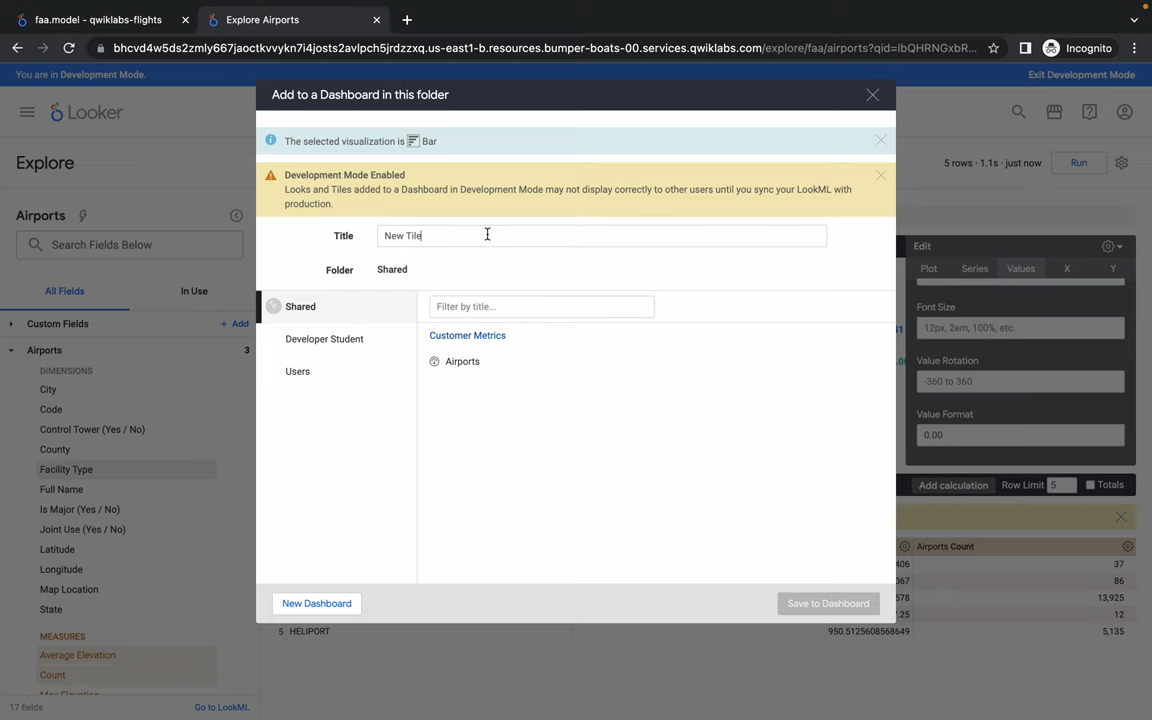 faa.model - qwiklabs-flights
Explore Airports
bhcvd4w5ds2zmly667jaoctkvvykn7i4josts2avlpch5jrdzzxq.us-east1-b.resources.bumper-boats-00.services.qwiklabs.com/explore/faa/airports?qid=lbQHRNGxbR...
Incognito
You are in Development Mode.
Exit Development Mode
Looker
Explore
5 rows · 1.1s · just now
Run
Add to a Dashboard in this folder
The selected visualization is Bar
Development Mode Enabled
Looks and Tiles added to a Dashboard in Development Mode may not display correctly to other users until you sync your LookML with
production.
Title
New Tile
Folder
Shared
Shared
Developer Student
Users
Filter by title...
Customer Metrics
Airports
New Dashboard
Save to Dashboard
Airports
Search Fields Below
All Fields
In Use
Custom Fields
+ Add
Airports
3
DIMENSIONS
City
Code
Control Tower (Yes / No)
County
Facility Type
Full Name
Is Major (Yes / No)
Joint Use (Yes / No)
Latitude
Longitude
Map Location
State
MEASURES
Average Elevation
Count
Max Elevation
17 fields
Go to LookML
Edit
Plot
Series
Values
X
Y
Font Size
12px, 2em, 100%, etc.
Value Rotation
-360 to 360
Value Format
0.00
Add calculation
Row Limit
5
Totals
Airports Count
406
37
067
86
578
13,925
7.25
12
5
HELIPORT
950.5125608568649
5,135